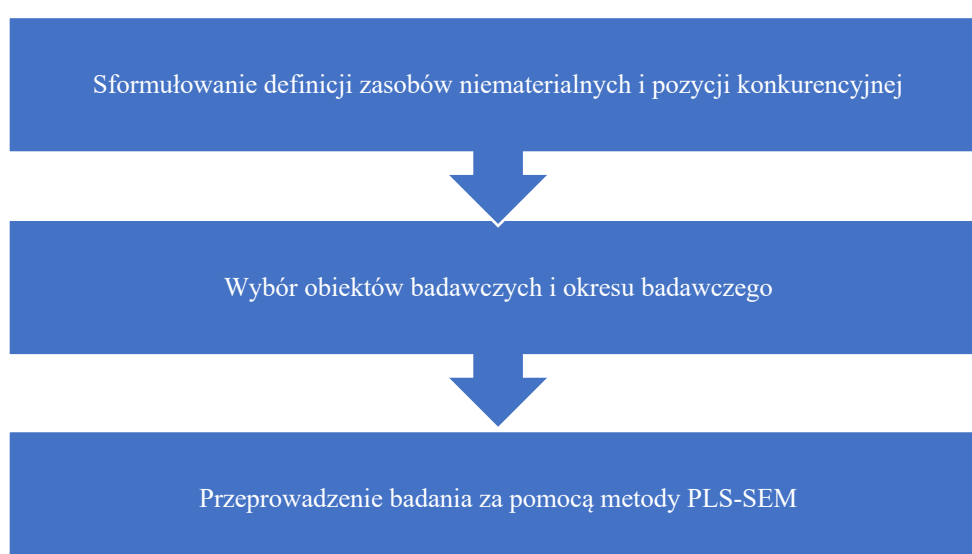 Sformułowanie definicji zasobów niematerialnych i pozycji konkurencyjnej
Wybór obiektów badawczych i okresu badawczego
Przeprowadzenie badania za pomocą metody PLS-SEM